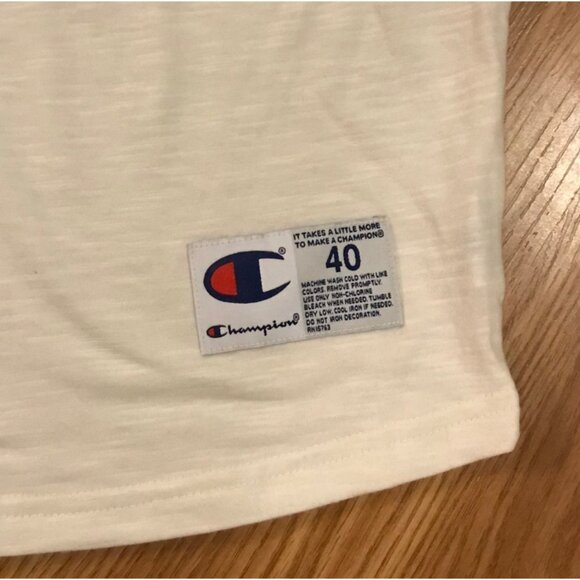 Champion®
IT TAKES A LITTLE MORE
TO MAKE A CHAMPION®
40
MACHINE WASH COLD WITH LIKE
COLORS. REMOVE PROMPTLY.
USE ONLY NON-CHLORINE
BLEACH WHEN NEEDED. TUMBLE
DRY LOW. COOL IRON IF NEEDED.
DO NOT IRON DECORATION.
RN15763